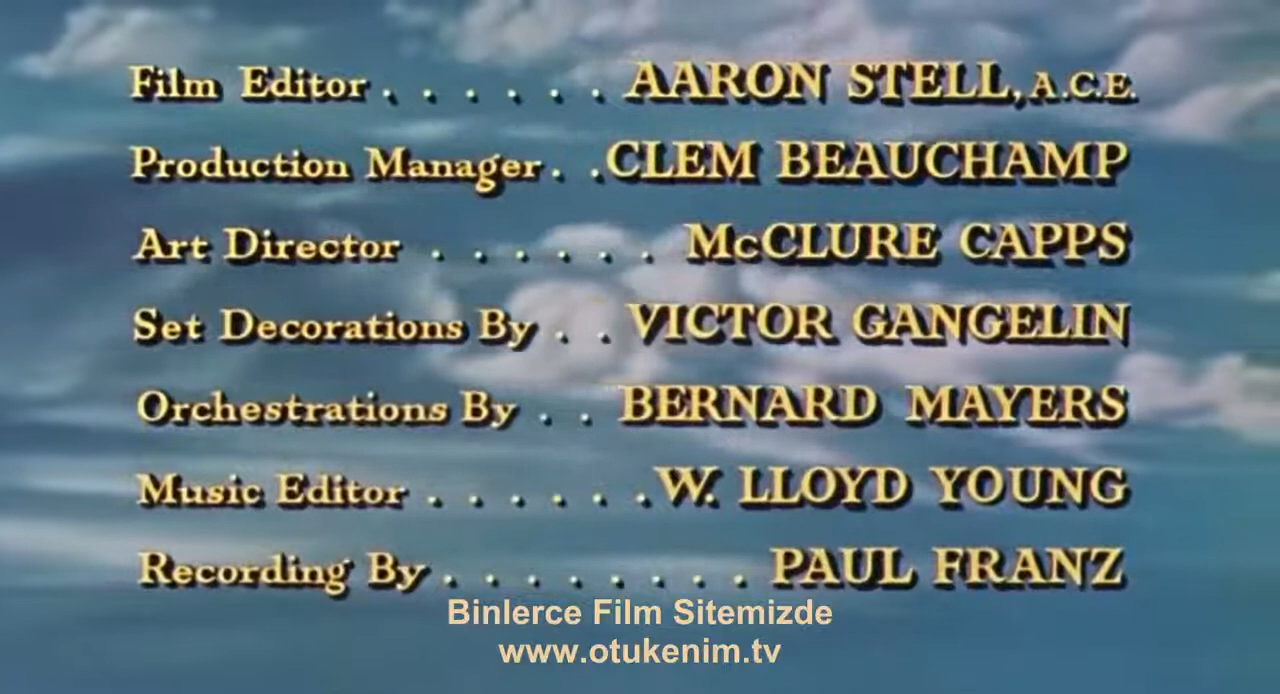 Film Editor . . . . . . AARON STELL, A.C.E.
Production Manager . . CLEM BEAUCHAMP
Art Director . . . . . . McCLURE CAPPS
Set Decorations By . . VICTOR GANGELIN
Orchestrations By . . BERNARD MAYERS
Music Editor . . . . . . W. LLOYD YOUNG
Recording By . . . . . . . . PAUL FRANZ
Binlerce Film Sitemizde
www.otukenim.tv